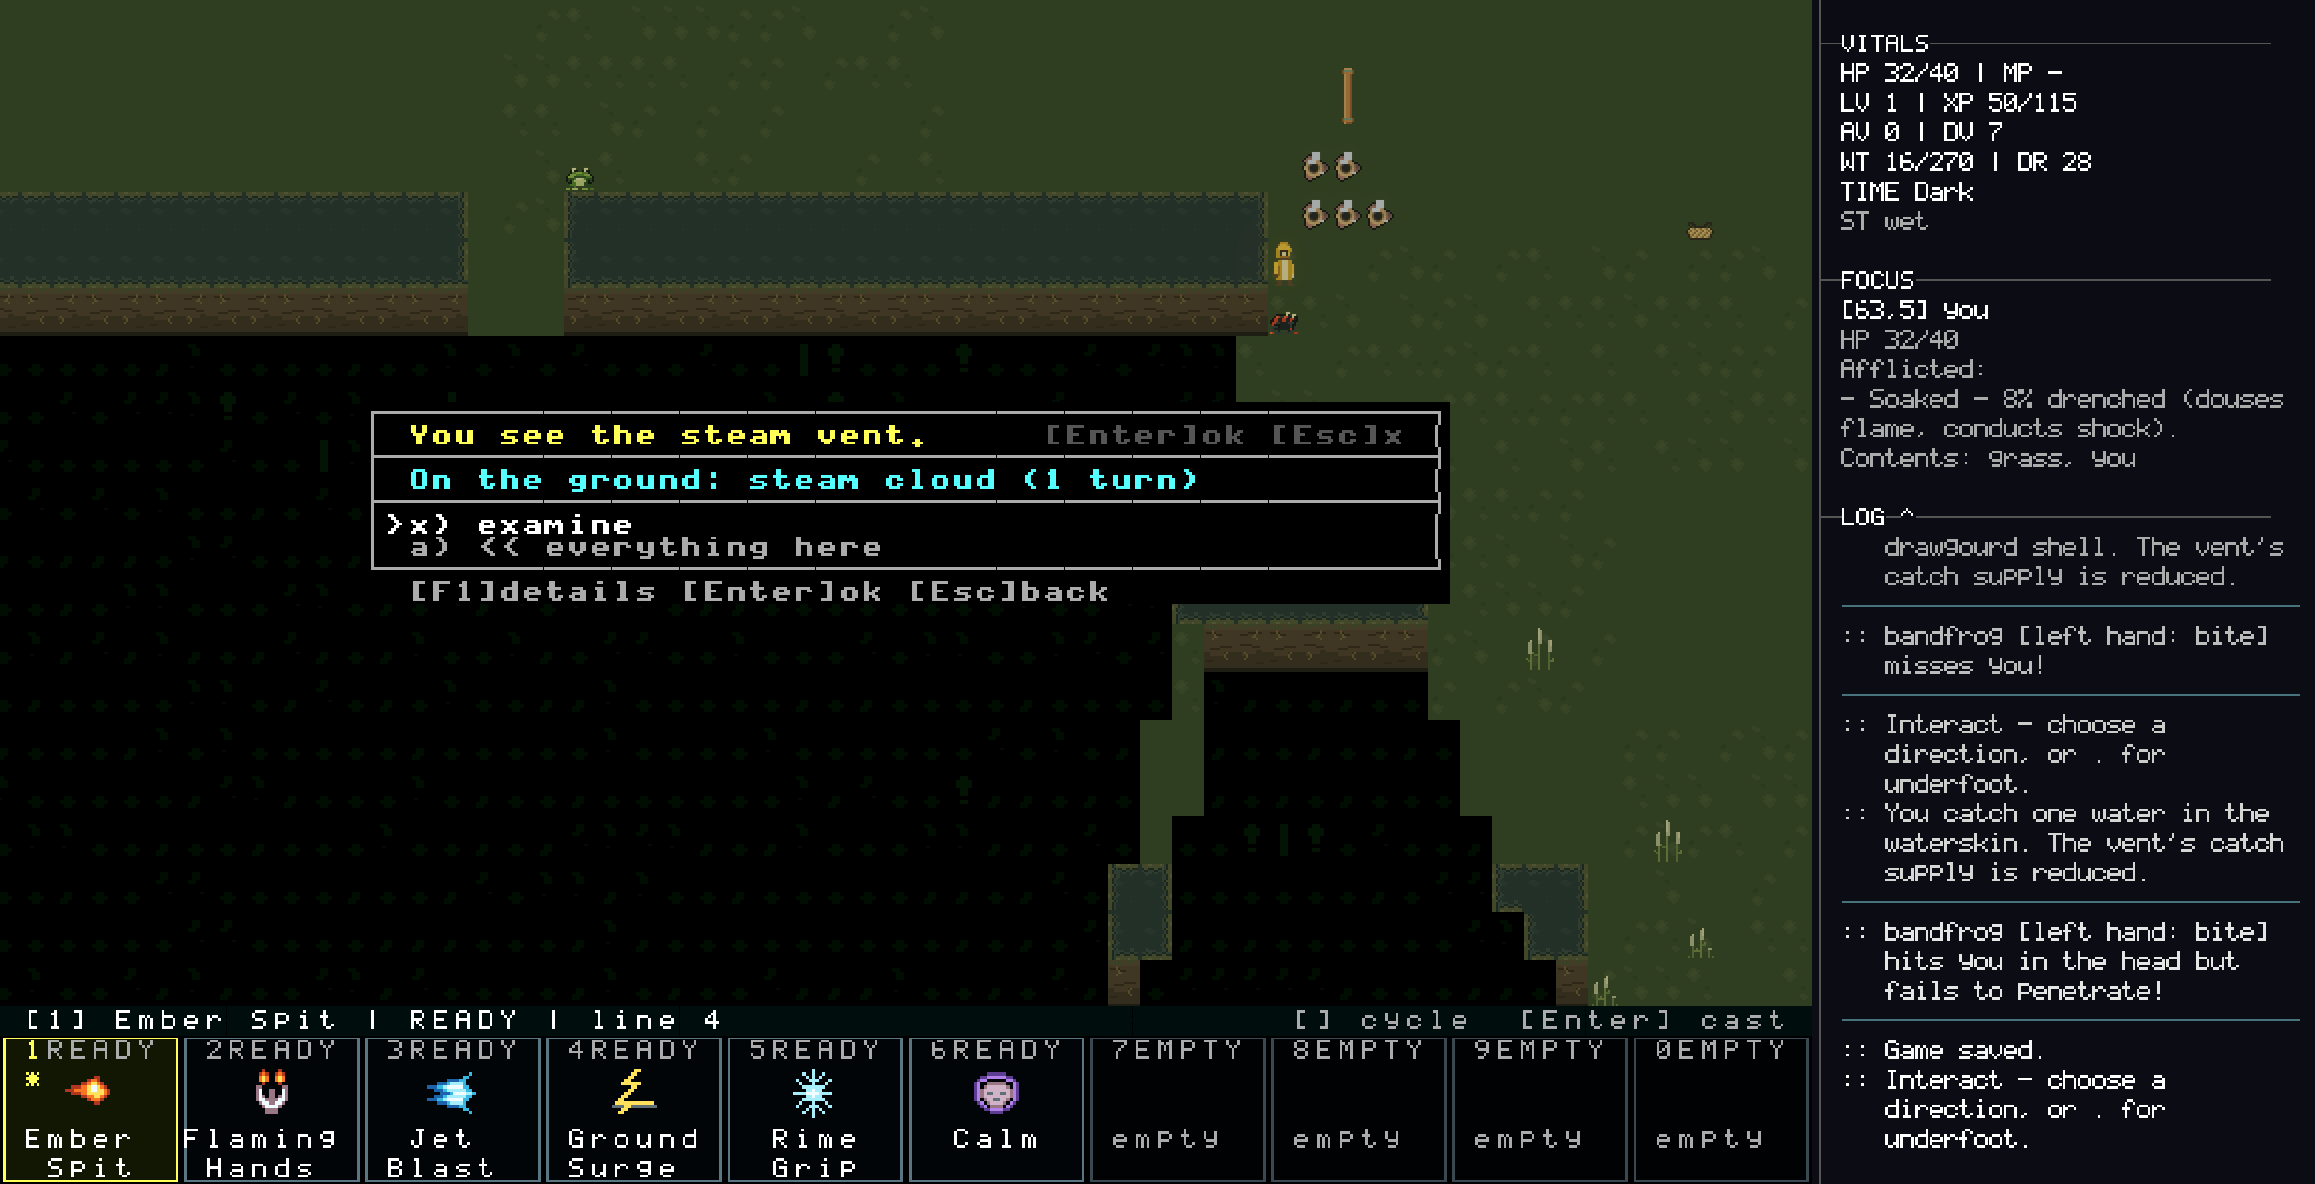 VITALS
HP 32/40 | MP -
LV 1 | XP 50/115
AV 0 | DV 7
WT 16/270 | DR 28
TIME Dark
ST wet
FOCUS
[63,5] you
HP 32/40
Afflicted:
- Soaked - 8% drenched (douses
flame, conducts shock).
Contents: grass, you
LOG ^
drawgourd shell. The vent's
catch supply is reduced.
:: bandfrog [left hand: bite]
misses you!
:: Interact - choose a
direction, or . for
underfoot.
:: You catch one water in the
waterskin. The vent's catch
supply is reduced.
:: bandfrog [left hand: bite]
hits you in the head but
fails to penetrate!
:: Game saved.
:: Interact - choose a
direction, or . for
underfoot.
You see the steam vent. [Enter]ok [Esc]x
On the ground: steam cloud (1 turn)
>x) examine
a) << everything here
[F1]details [Enter]ok [Esc]back
[1] Ember Spit | READY | line 4 [] cycle [Enter] cast
1READY 2READY 3READY 4READY 5READY 6READY 7EMPTY 8EMPTY 9EMPTY 0EMPTY
*
Ember Flaming Jet Ground Rime Calm empty empty empty empty
Spit Hands Blast Surge Grip